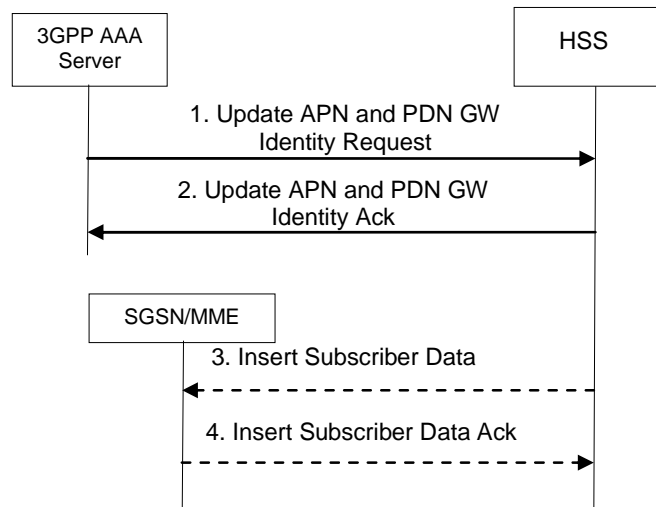 3GPP AAA
Server
HSS
1. Update APN and PDN GW
Identity Request
2. Update APN and PDN GW
Identity Ack
SGSN/MME
3. Insert Subscriber Data
4. Insert Subscriber Data Ack